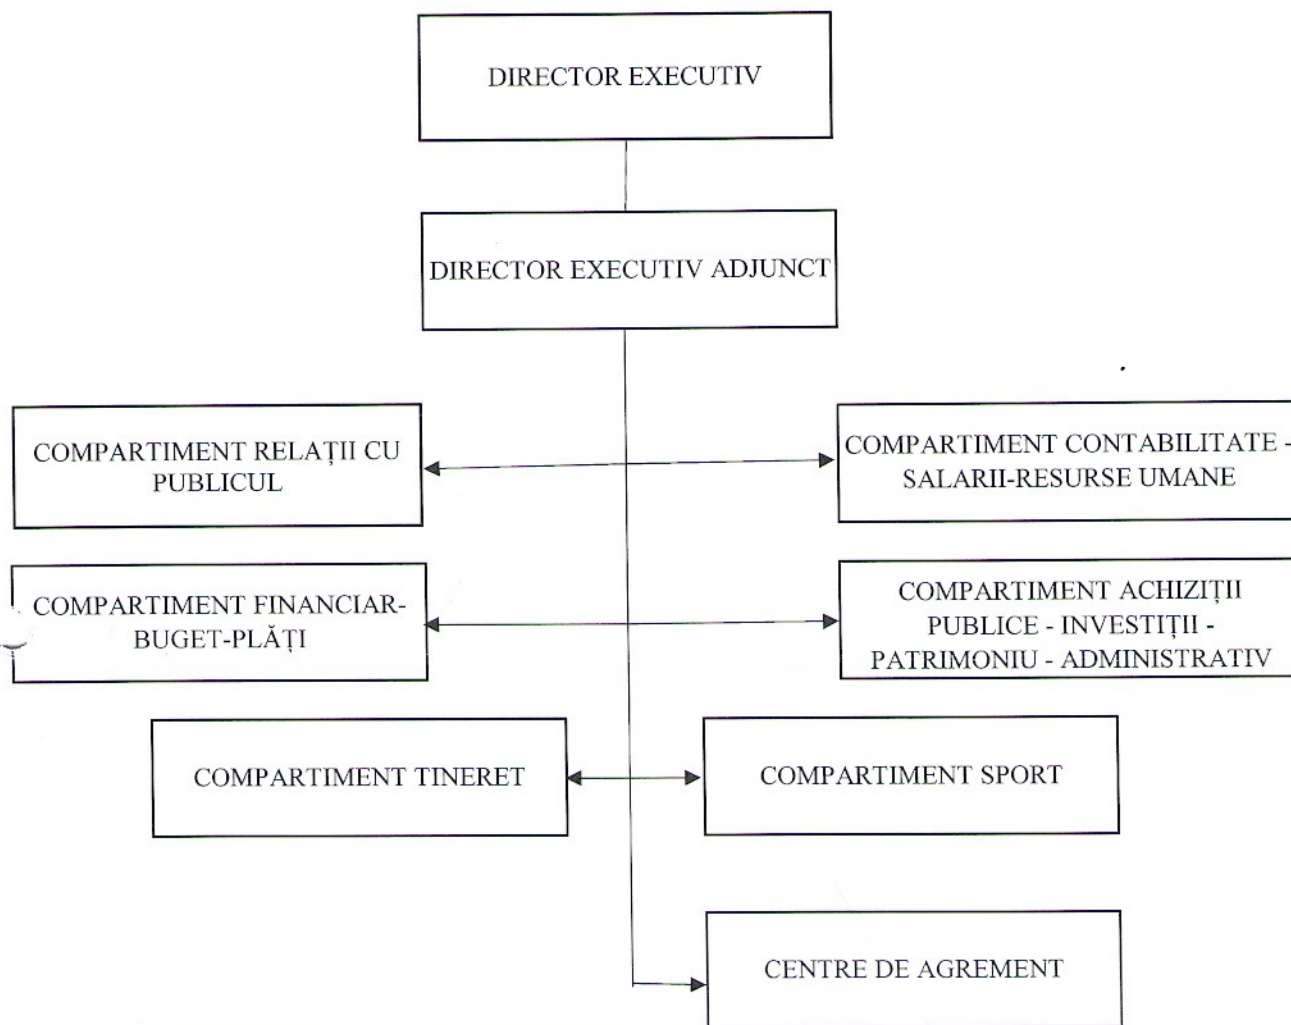 DIRECTOR EXECUTIV
DIRECTOR EXECUTIV ADJUNCT
COMPARTIMENT RELAȚII CU
PUBLICUL
COMPARTIMENT CONTABILITATE -
SALARII-RESURSE UMANE
COMPARTIMENT FINANCIAR-
BUGET-PLĂȚI
COMPARTIMENT ACHIZIȚII
PUBLICE - INVESTIȚII -
PATRIMONIU - ADMINISTRATIV
COMPARTIMENT TINERET
COMPARTIMENT SPORT
CENTRE DE AGREMENT